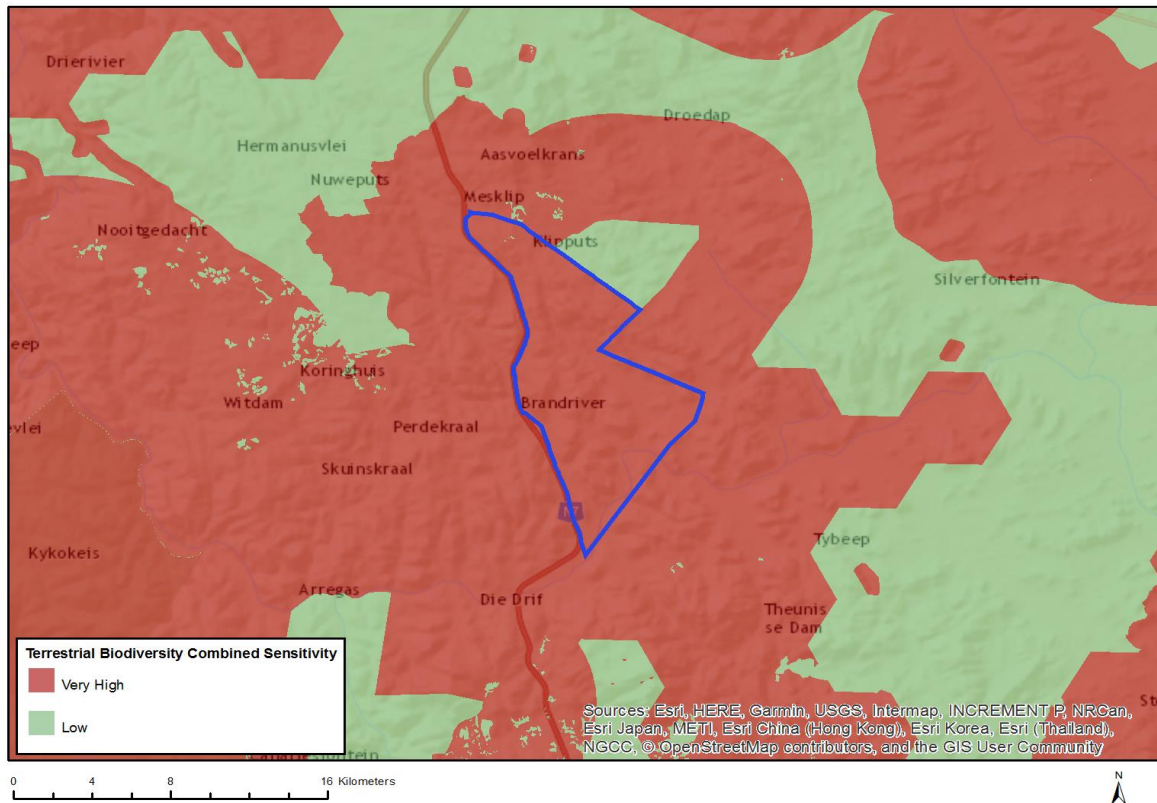 Drierivier
Droedap
Hermanusvlei
Aasvoelkrans
Nuweputs
Mesklip
Nooitgedacht
Klipputs
Silverfontein
eep
Koringhuis
Witdam
Brandriver
evlei
Perdekraal
Skuinskraal
N7
Tybeep
Kykokeis
Arregas
Die Drif
Theunis
se Dam
Terrestrial Biodiversity Combined Sensitivity
Very High
Low
St
Sources: Esri, HERE, Garmin, USGS, Intermap, INCREMENT P, NRCan,
Esri Japan, METI, Esri China (Hong Kong), Esri Korea, Esri (Thailand),
NGCC, © OpenStreetMap contributors, and the GIS User Community
0 4 8 16 Kilometers
N